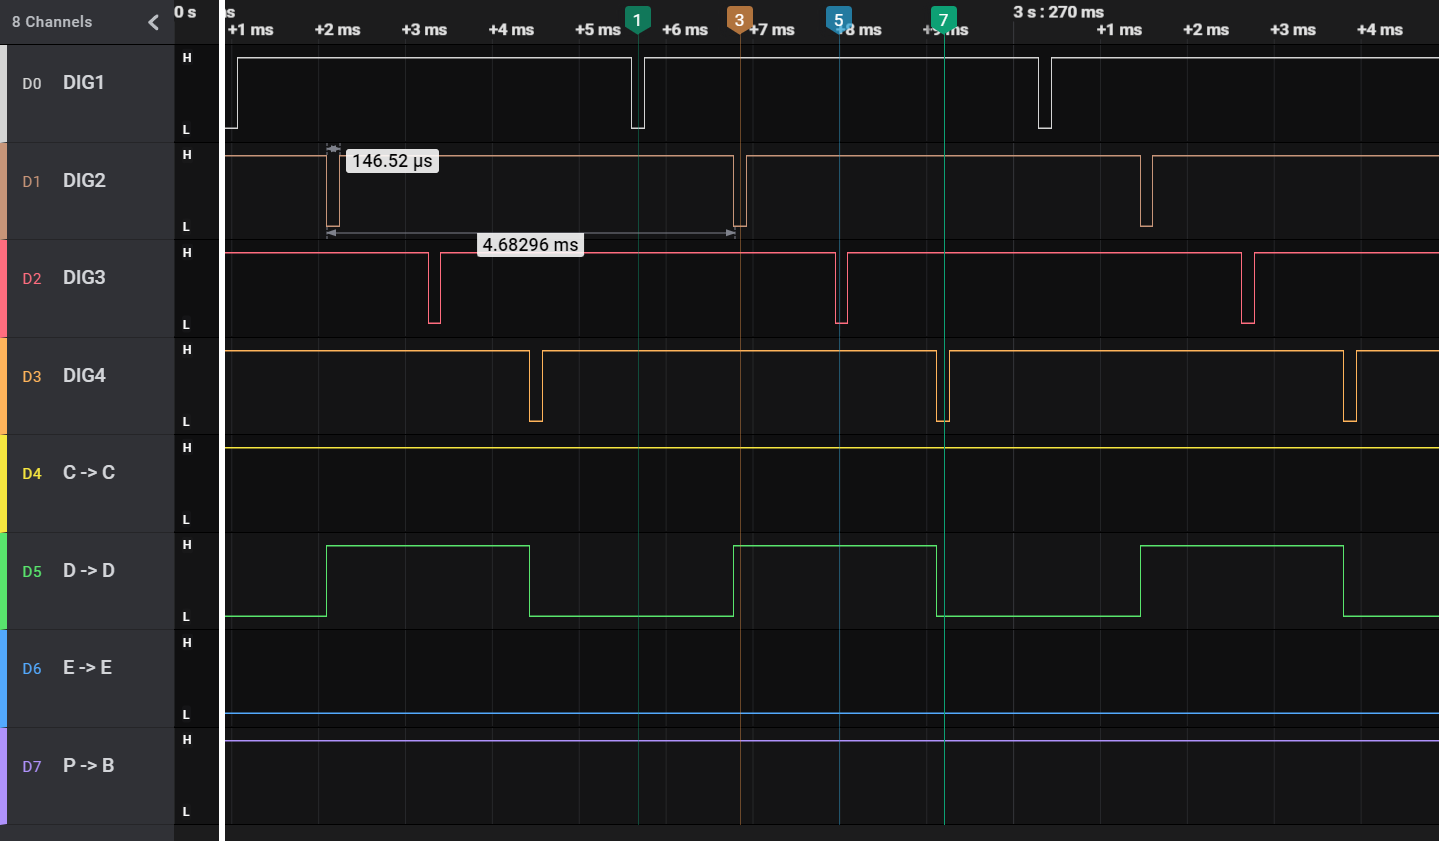 8 Channels
0 s
ms
3 s : 270 ms
+1 ms +2 ms +3 ms +4 ms +5 ms +6 ms +7 ms +8 ms +9 ms +1 ms +2 ms +3 ms +4 ms
1 3 5 7
D0 DIG1 H L
D1 DIG2 H L
146.52 µs
4.68296 ms
D2 DIG3 H L
D3 DIG4 H L
D4 C -> C H L
D5 D -> D H L
D6 E -> E H L
D7 P -> B H L